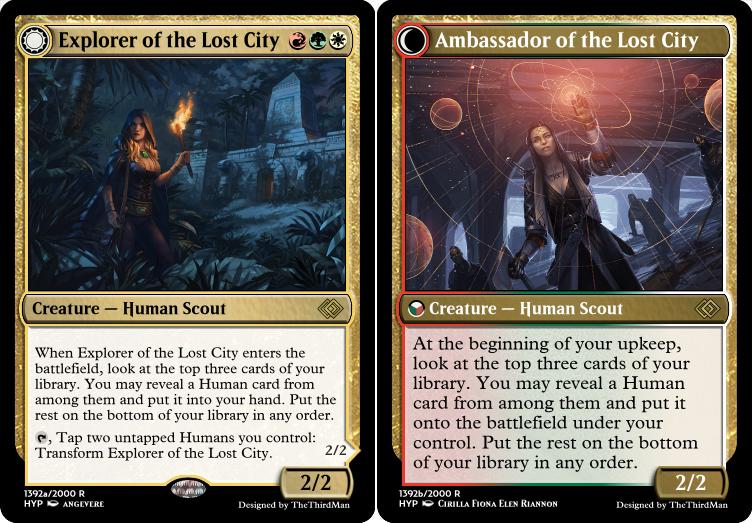 Explorer of the Lost City
Creature — Human Scout
When Explorer of the Lost City enters the
battlefield, look at the top three cards of your
library. You may reveal a Human card from
among them and put it into your hand. Put the
rest on the bottom of your library in any order.
, Tap two untapped Humans you control:
Transform Explorer of the Lost City.
2/2
2/2
1392a/2000 R
HYP ANGEVERE
Designed by TheThirdMan
Ambassador of the Lost City
Creature — Human Scout
At the beginning of your upkeep,
look at the top three cards of your
library. You may reveal a Human
card from among them and put it
onto the battlefield under your
control. Put the rest on the bottom
of your library in any order.
2/2
1392b/2000 R
HYP Cirilla Fiona Elen Riannon
Designed by TheThirdMan